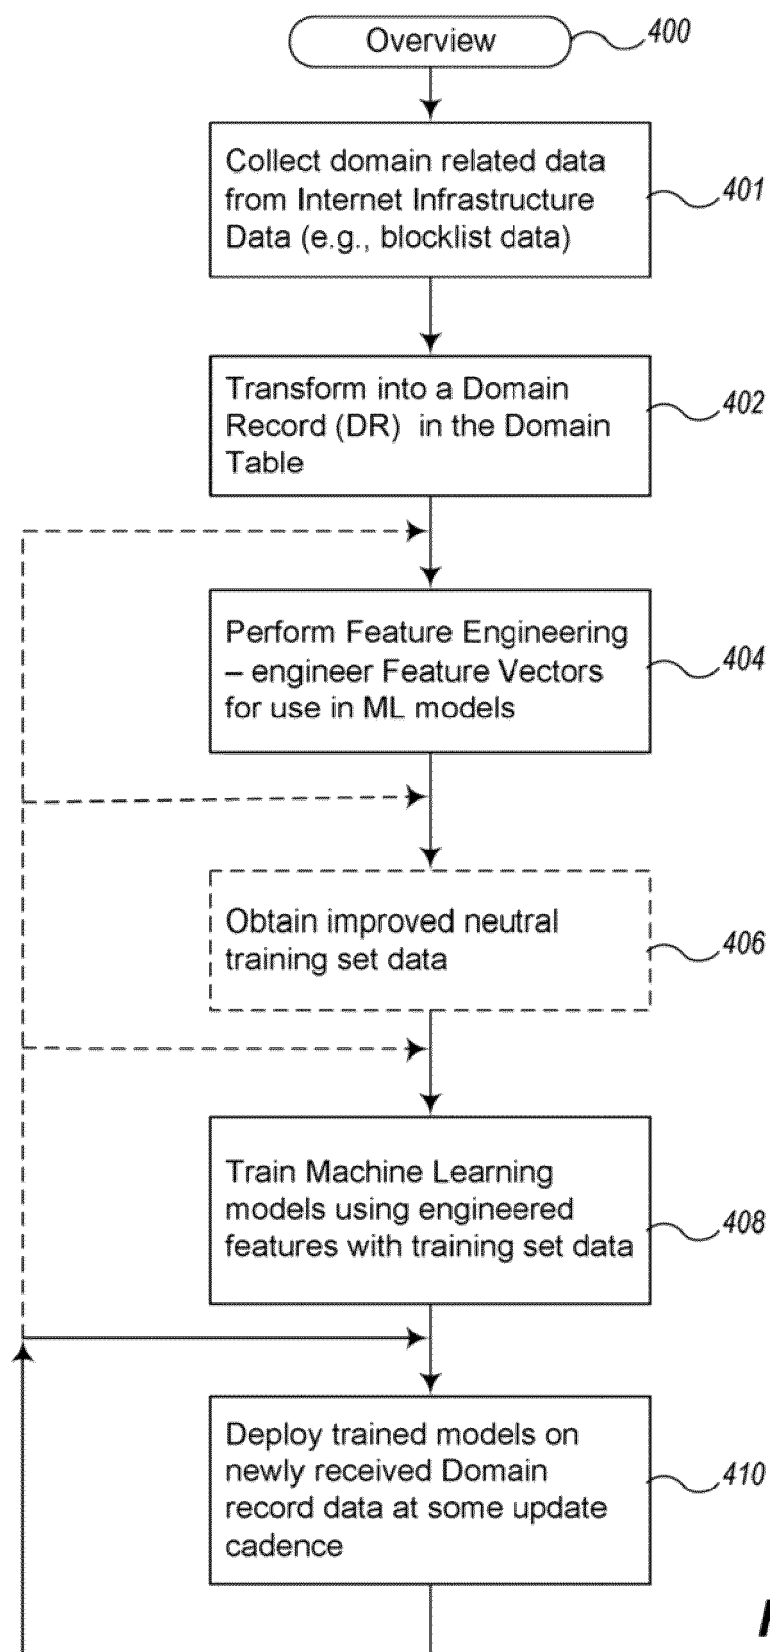 Overview
400
Collect domain related data
from Internet Infrastructure
Data (e.g., blocklist data)
401
Transform into a Domain
Record (DR) in the Domain
Table
402
Perform Feature Engineering
– engineer Feature Vectors
for use in ML models
404
Obtain improved neutral
training set data
406
Train Machine Learning
models using engineered
features with training set data
408
Deploy trained models on
newly received Domain
record data at some update
cadence
410